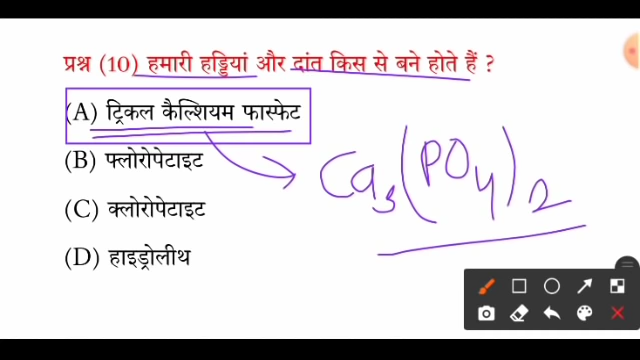 प्रश्न (10) हमारी हड्डियां और दांत किस से बने होते हैं ?
(A) ट्रिकल कैल्शियम फास्फेट
Ca3(PO4)2
(B) फ्लोरोपेटाइट
(C) क्लोरोपेटाइट
(D) हाइड्रोलीथ